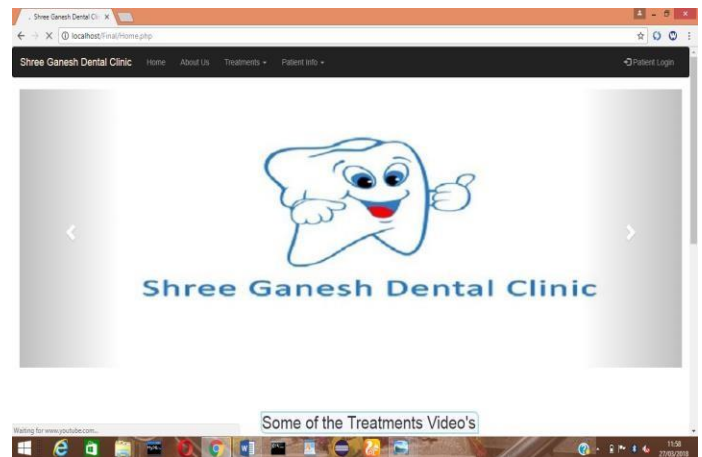 Shree Ganesh Dental Clin
localhost/Final/Home.php
Shree Ganesh Dental Clinic Home About Us Treatments Patient Info Patient Login
Shree Ganesh Dental Clinic
Some of the Treatments Video's
Waiting for www.youtube.com...
11:58
27/03/2018